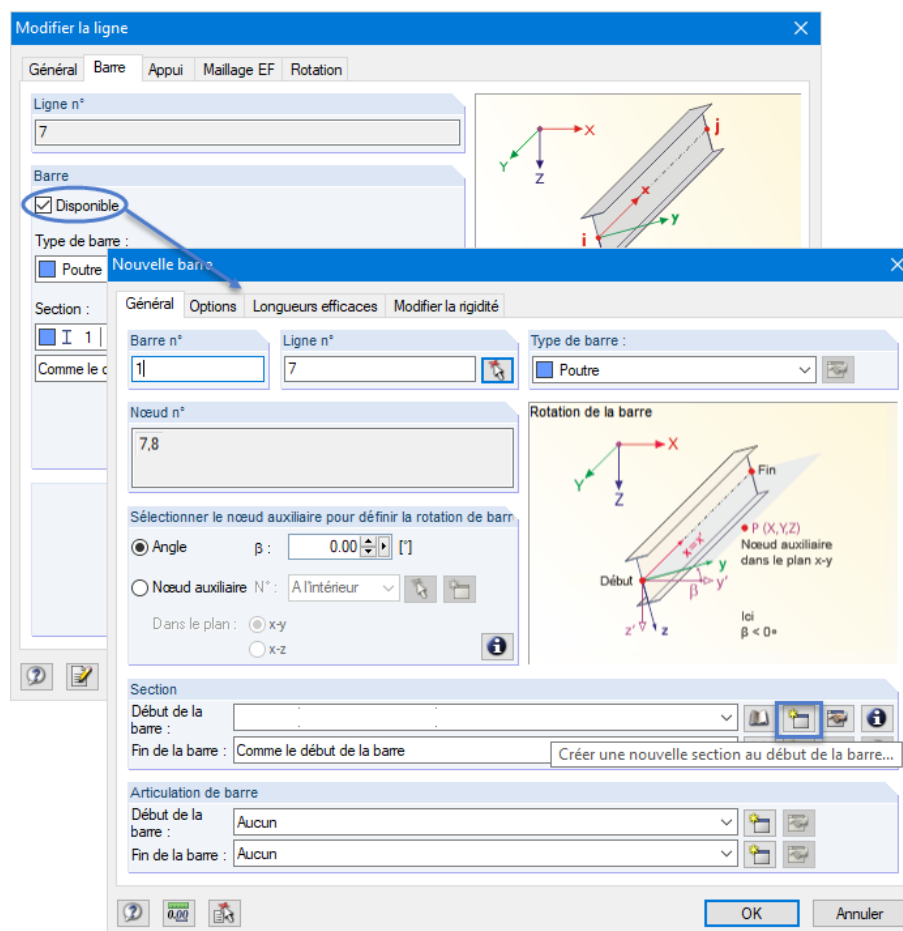 Modifier la ligne
Général Barre Appui Maillage EF Rotation
Ligne n°
7
Barre
Disponible
Type de barre :
Poutre
Section :
1
Comme le d
X
Y
Z
j
x
y
i
Nouvelle barre
Général Options Longueurs efficaces Modifier la rigidité
Barre n°
1
Ligne n°
7
Type de barre :
Poutre
Nœud n°
7,8
Sélectionner le nœud auxiliaire pour définir la rotation de barr
Angle β : 0.00 [°]
Nœud auxiliaire N° : A l'intérieur
Dans le plan : x-y
x-z
Rotation de la barre
X
Y
Z
Fin
P (X,Y,Z)
Nœud auxiliaire
dans le plan x-y
x=x'
y
y'
β
Début
z'
z
Ici
β < 0°
Section
Début de la barre :
Fin de la barre : Comme le début de la barre
Créer une nouvelle section au début de la barre...
Articulation de barre
Début de la barre : Aucun
Fin de la barre : Aucun
0,00
OK Annuler